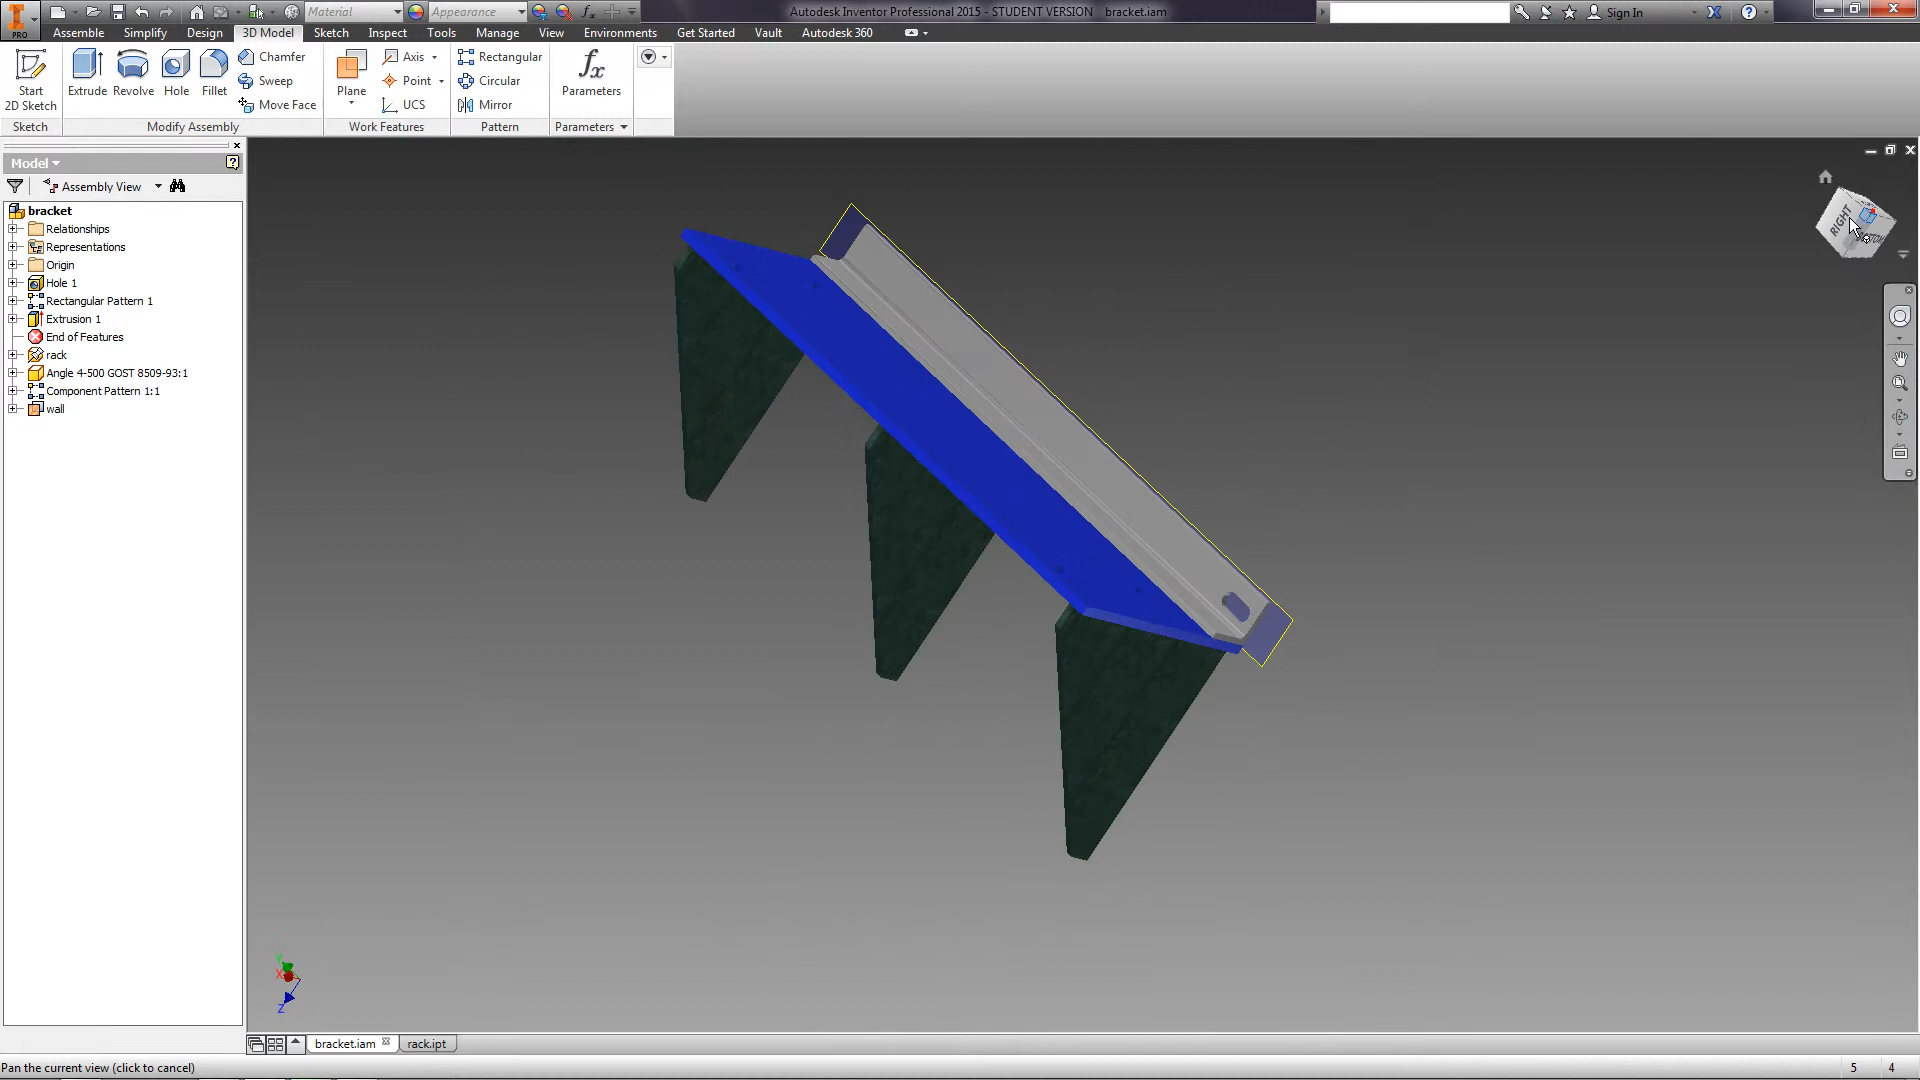 PRO
Material
Appearance
Autodesk Inventor Professional 2015 - STUDENT VERSION bracket.iam
Sign In
Assemble Simplify Design 3D Model Sketch Inspect Tools Manage View Environments Get Started Vault Autodesk 360
Start
2D Sketch
Extrude Revolve Hole Fillet
Chamfer
Sweep
Move Face
Plane
Axis
Point
UCS
Rectangular
Circular
Mirror
fx
Parameters
Sketch Modify Assembly Work Features Pattern Parameters
Model
Assembly View
bracket
Relationships
Representations
Origin
Hole 1
Rectangular Pattern 1
Extrusion 1
End of Features
rack
Angle 4-500 GOST 8509-93:1
Component Pattern 1:1
wall
RIGHT
Y
X
Z
bracket.iam rack.ipt
Pan the current view (click to cancel)
5 4